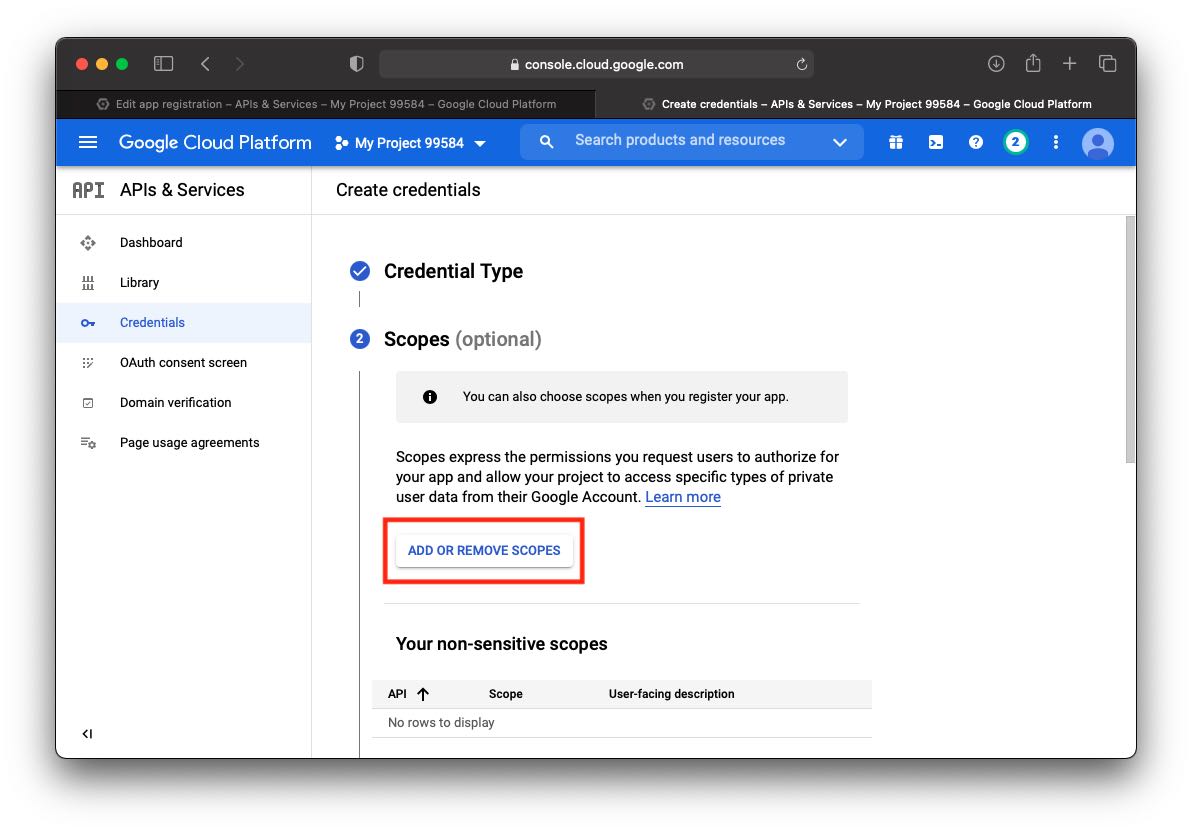 console.cloud.google.com
Edit app registration – APIs & Services – My Project 99584 – Google Cloud Platform
Create credentials – APIs & Services – My Project 99584 – Google Cloud Platform
Google Cloud Platform
My Project 99584
Search products and resources
2
API
APIs & Services
Create credentials
Dashboard
Library
Credentials
OAuth consent screen
Domain verification
Page usage agreements
Credential Type
2
Scopes (optional)
You can also choose scopes when you register your app.
Scopes express the permissions you request users to authorize for
your app and allow your project to access specific types of private
user data from their Google Account. Learn more
ADD OR REMOVE SCOPES
Your non-sensitive scopes
API Scope User-facing description
No rows to display